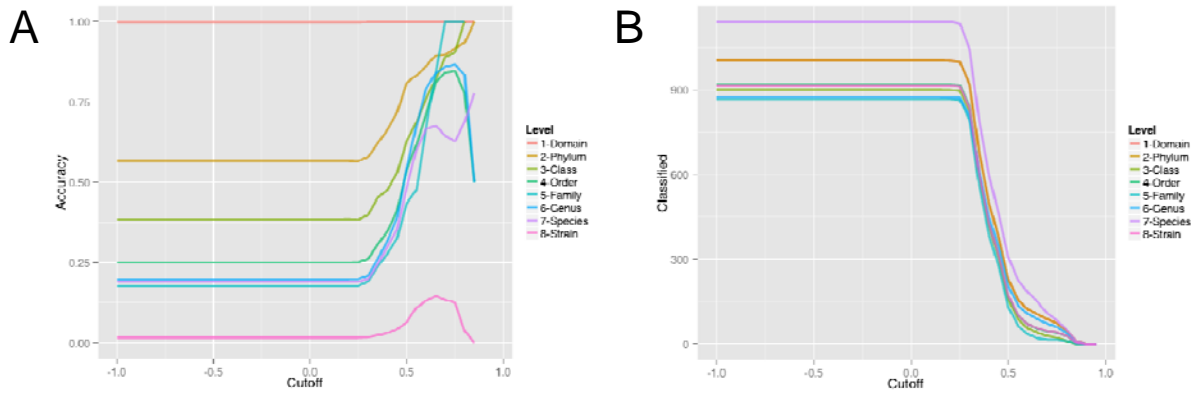 A
1.00
0.75
0.50
0.25
0.00
Accuracy
-1.0
-0.5
0.0
0.5
1.0
Cutoff
Level
1-Domain
2-Phylum
3-Class
4-Order
5-Family
6-Genus
7-Species
8-Strain
B
900
600
300
0
Classified
-1.0
-0.5
0.0
0.5
1.0
Cutoff
Level
1-Domain
2-Phylum
3-Class
4-Order
5-Family
6-Genus
7-Species
8-Strain